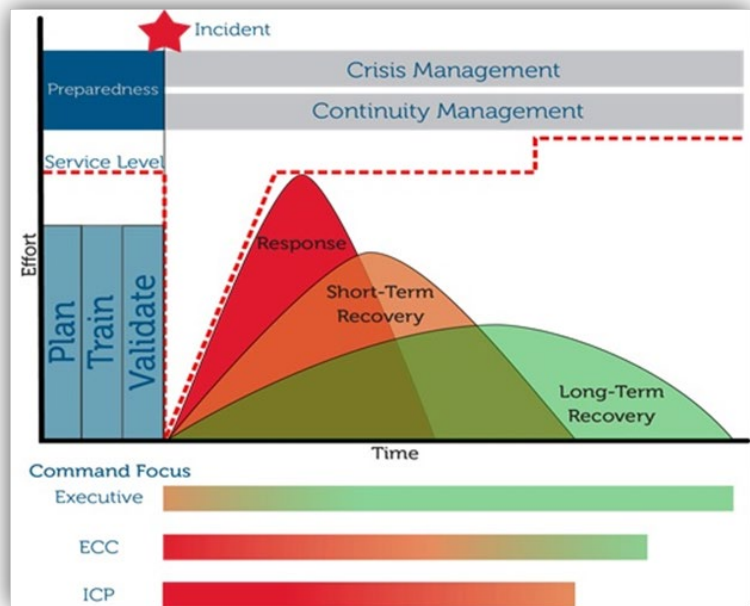 Incident
Preparedness
Crisis Management
Continuity Management
Service Level
Effort
Plan
Train
Validate
Response
Short-Term
Recovery
Long-Term
Recovery
Time
Command Focus
Executive
ECC
ICP